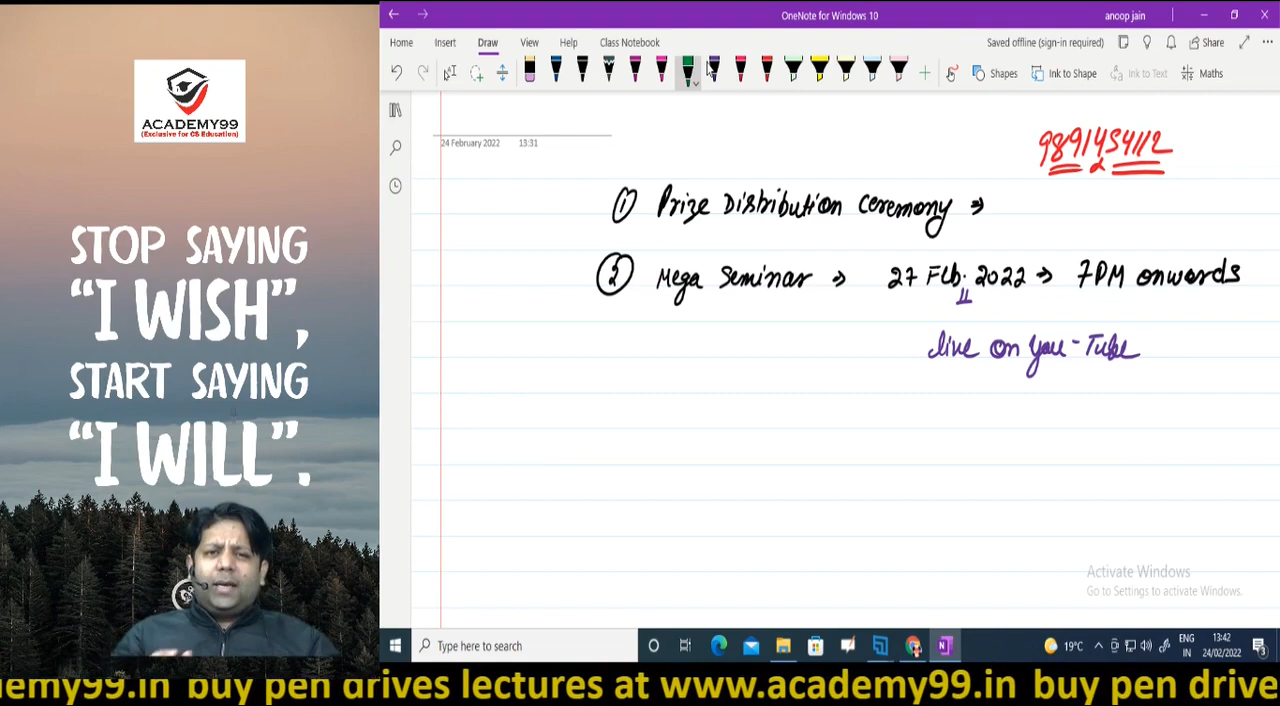 ACADEMY99
(Exclusive for CS Education)
STOP SAYING
“I WISH”,
START SAYING
“I WILL”.
OneNote for Windows 10
anoop jain
Home Insert Draw View Help Class Notebook
Saved offline (sign-in required)
Share
Shapes Ink to Shape Ink to Text Maths
24 February 2022 13:31
9891454112
① Prize Distribution Ceremony ⇒
② Mega Seminar ⇒ 27 Feb. 2022 ⇒ 7PM onwards
live on You-Tube
Activate Windows
Go to Settings to activate Windows.
Type here to search
19°C
ENG
IN
13:42
24/02/2022
3
demy99.in buy pen drives lectures at www.academy99.in buy pen drive